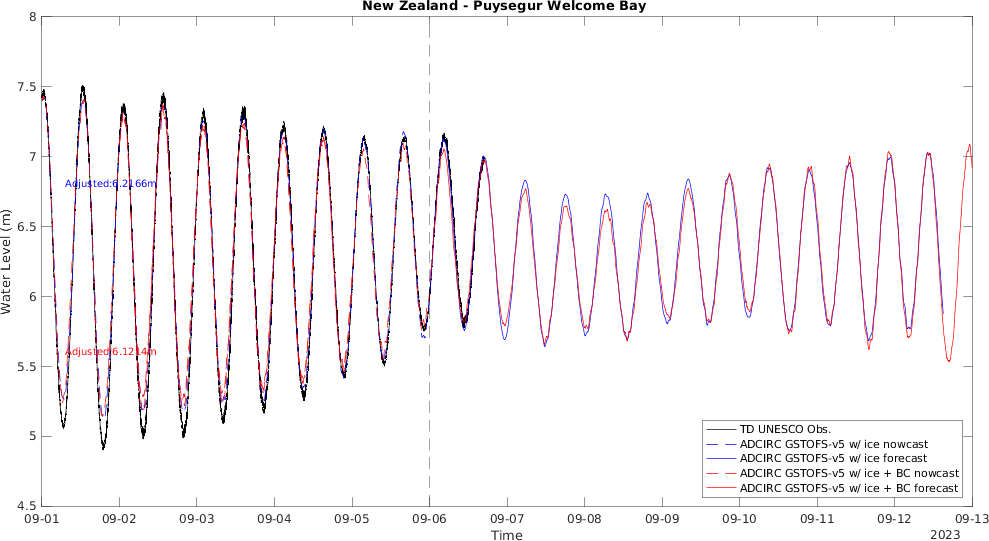 New Zealand - Puysegur Welcome Bay
8
7.5
7
6.5
6
5.5
5
4.5
Water Level (m)
Adjusted:6.2166m
Adjusted:6.1214m
TD UNESCO Obs.
ADCIRC GSTOFS-v5 w/ ice nowcast
ADCIRC GSTOFS-v5 w/ ice forecast
ADCIRC GSTOFS-v5 w/ ice + BC nowcast
ADCIRC GSTOFS-v5 w/ ice + BC forecast
09-01 09-02 09-03 09-04 09-05 09-06 09-07 09-08 09-09 09-10 09-11 09-12 09-13
Time
2023